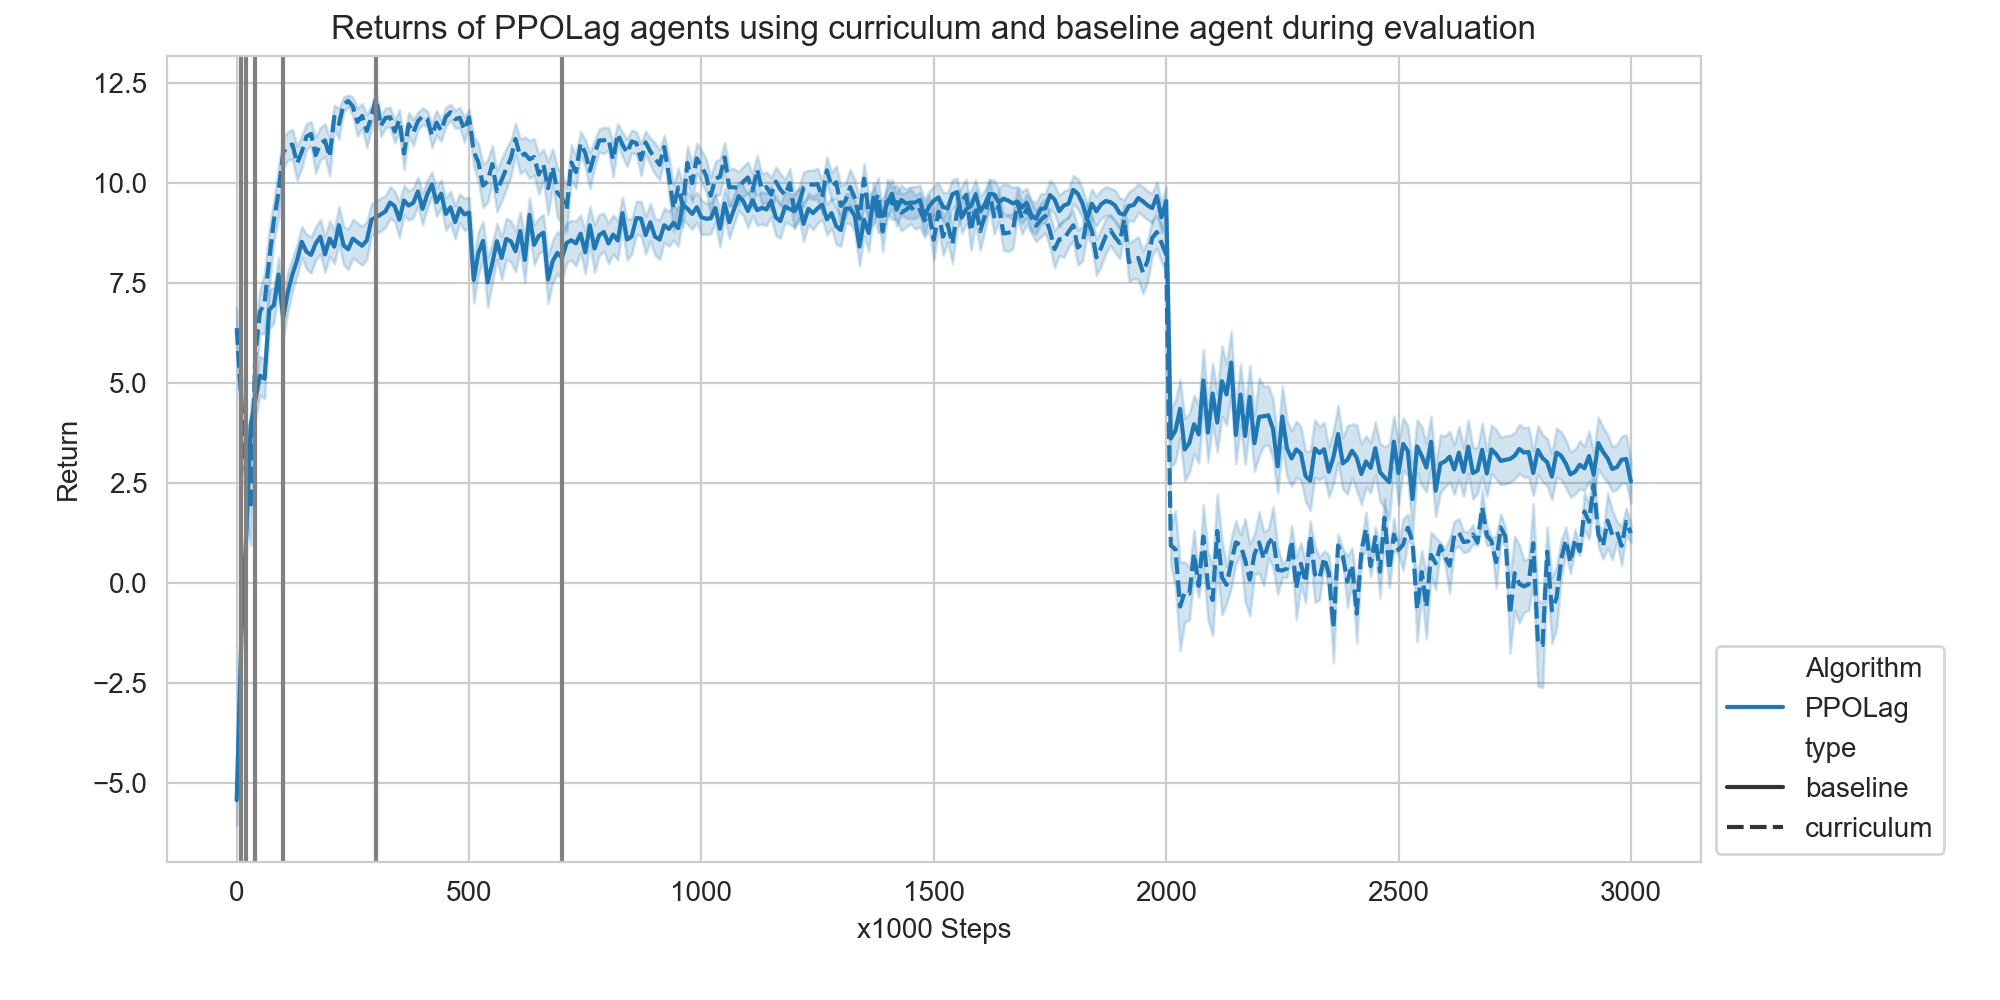 Returns of PPOLag agents using curriculum and baseline agent during evaluation
12.5
10.0
7.5
5.0
2.5
0.0
−2.5
−5.0
Return
0 500 1000 1500 2000 2500 3000
x1000 Steps
Algorithm
PPOLag
type
baseline
curriculum